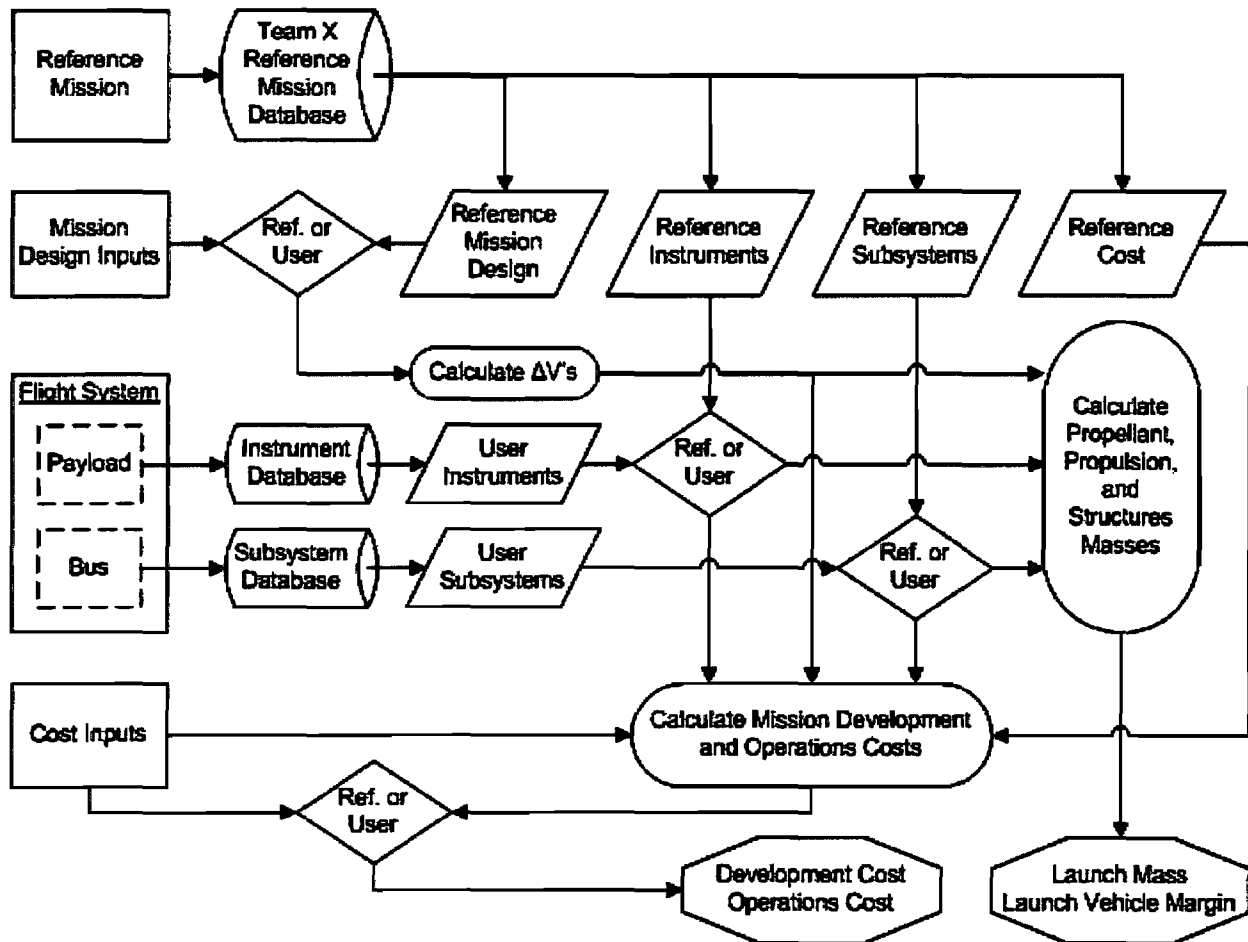 Reference
Mission
Team X
Reference
Mission
Database
Mission
Design Inputs
Ref. or
User
Reference
Mission
Design
Reference
Instruments
Reference
Subsystems
Reference
Cost
Calculate ΔV's
Flight System
Payload
Instrument
Database
User
Instruments
Ref. or
User
Calculate
Propellant,
Propulsion,
and
Structures
Masses
Bus
Subsystem
Database
User
Subsystems
Ref. or
User
Cost Inputs
Calculate Mission Development
and Operations Costs
Ref. or
User
Development Cost
Operations Cost
Launch Mass
Launch Vehicle Margin